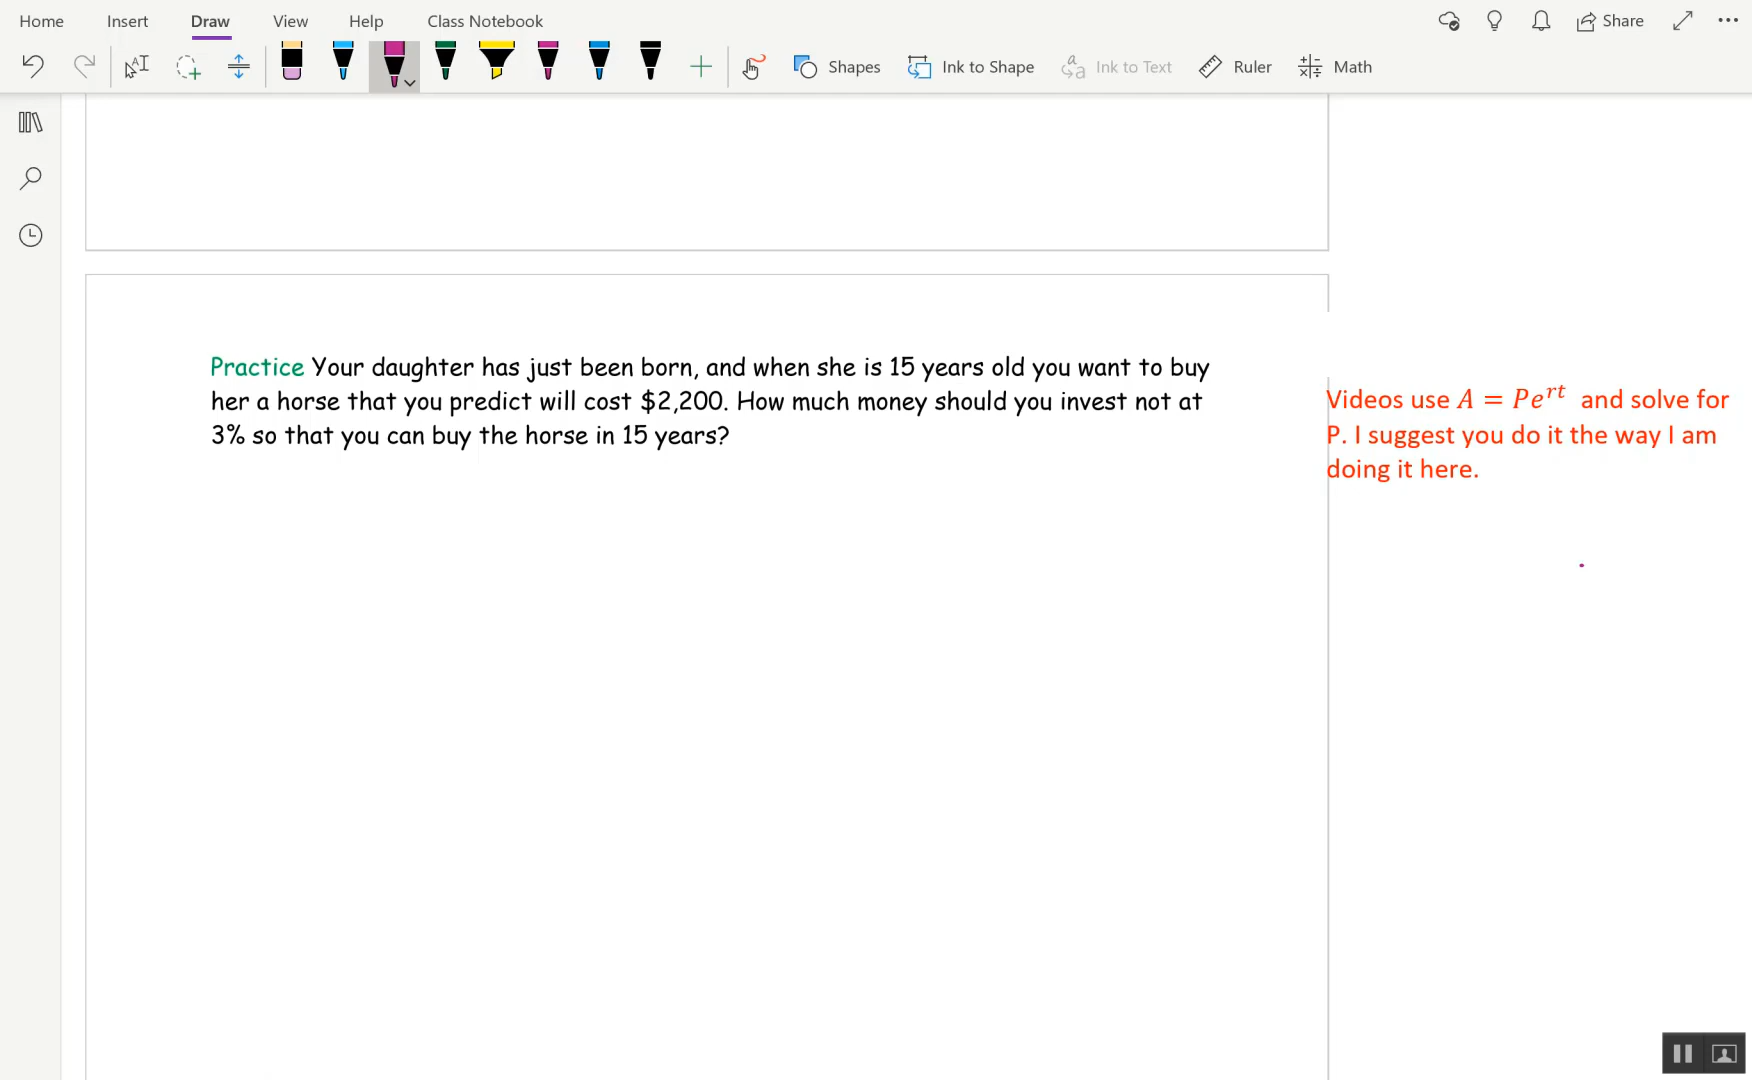 Home Insert Draw View Help Class Notebook Share
Shapes Ink to Shape Ink to Text Ruler Math
Practice Your daughter has just been born, and when she is 15 years old you want to buy
her a horse that you predict will cost $2,200. How much money should you invest not at
3% so that you can buy the horse in 15 years?
Videos use A = Pe^rt and solve for
P. I suggest you do it the way I am
doing it here.